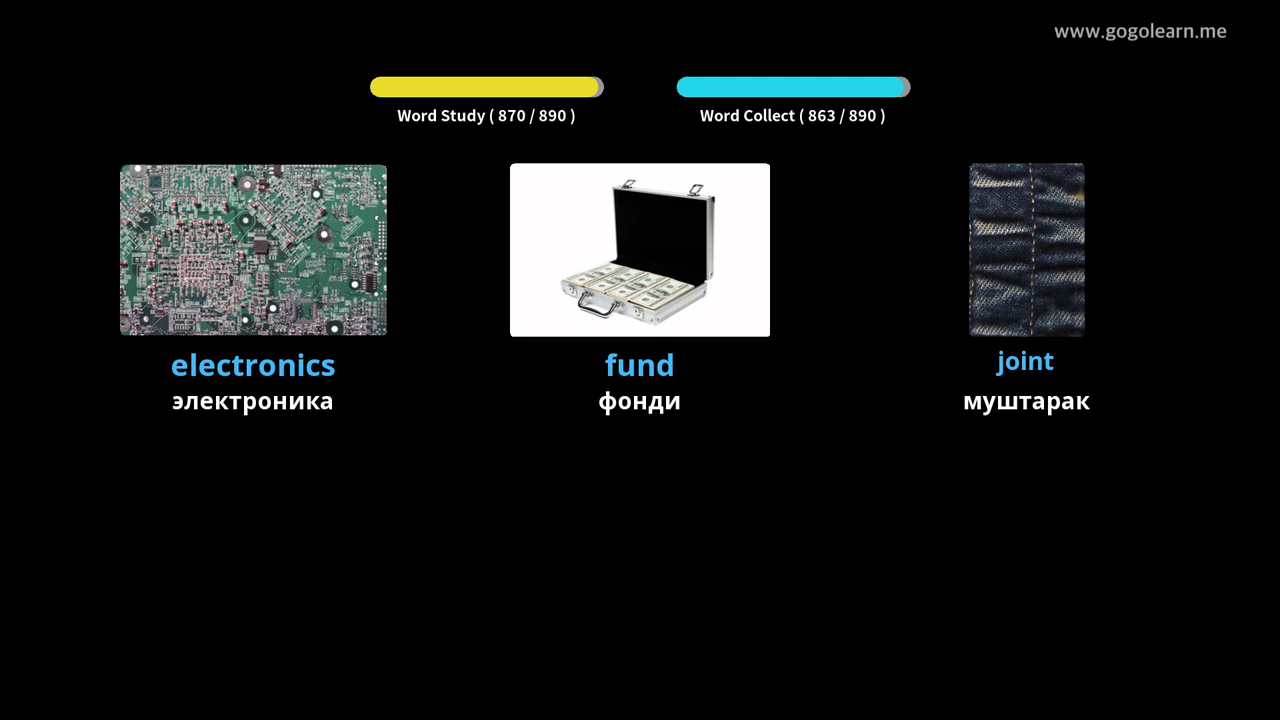 www.gogolearn.me
Word Study ( 870 / 890 )
Word Collect ( 863 / 890 )
electronics
электроника
fund
фонди
joint
муштарак